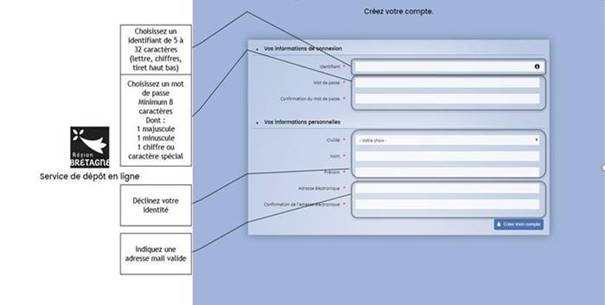 Créez votre compte.
Choisissez un
identifiant de 5 à
32 caractères
(lettre, chiffres,
tiret haut bas)
Choisissez un mot
de passe
Minimum 8
caractères
Dont :
1 majuscule
1 minuscule
1 chiffre ou
caractère spécial
Région
BRETAGNE
Service de dépôt en ligne
Déclinez votre
identité
Indiquez une
adresse mail valide
• Vos informations de connexion
Identifiant *
Mot de passe *
Confirmation du mot de passe *
• Vos informations personnelles
Civilité *
- Votre choix -
Nom *
Prénom *
Adresse électronique *
Confirmation de l'adresse électronique *
Créer mon compte